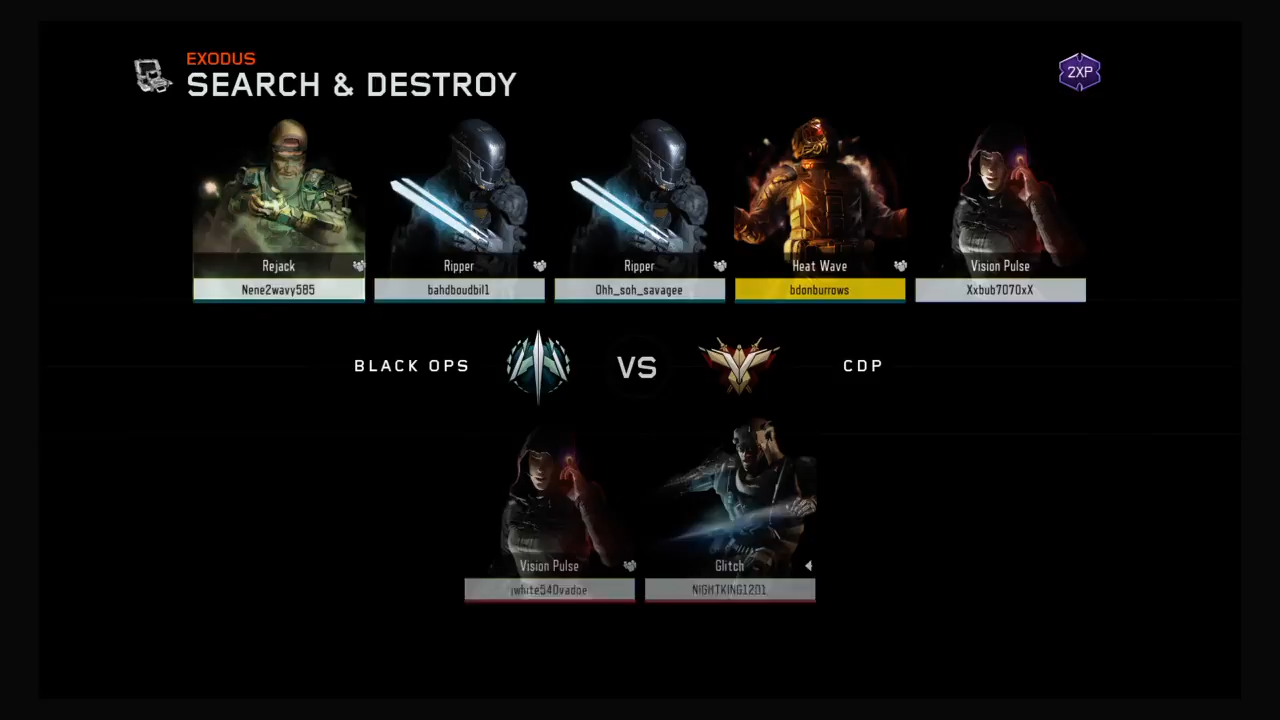 EXODUS
SEARCH & DESTROY
2XP
Rejack
Ripper
Ripper
Heat Wave
Vision Pulse
Nene2wavy585
bahdboudbil1
Ohh_soh_savagee
bdonburrows
Xxbub7070xX
BLACK OPS
VS
CDP
Vision Pulse
Glitch
jwhite540vadoe
NIGHTKING1201